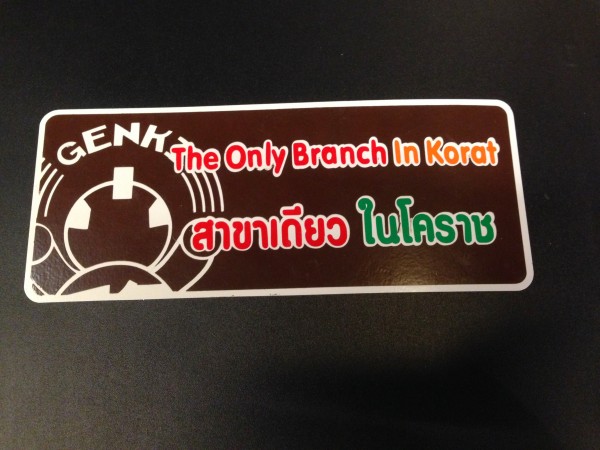 GENK
The Only Branch In Korat
สาขาเดียว ในโคราช